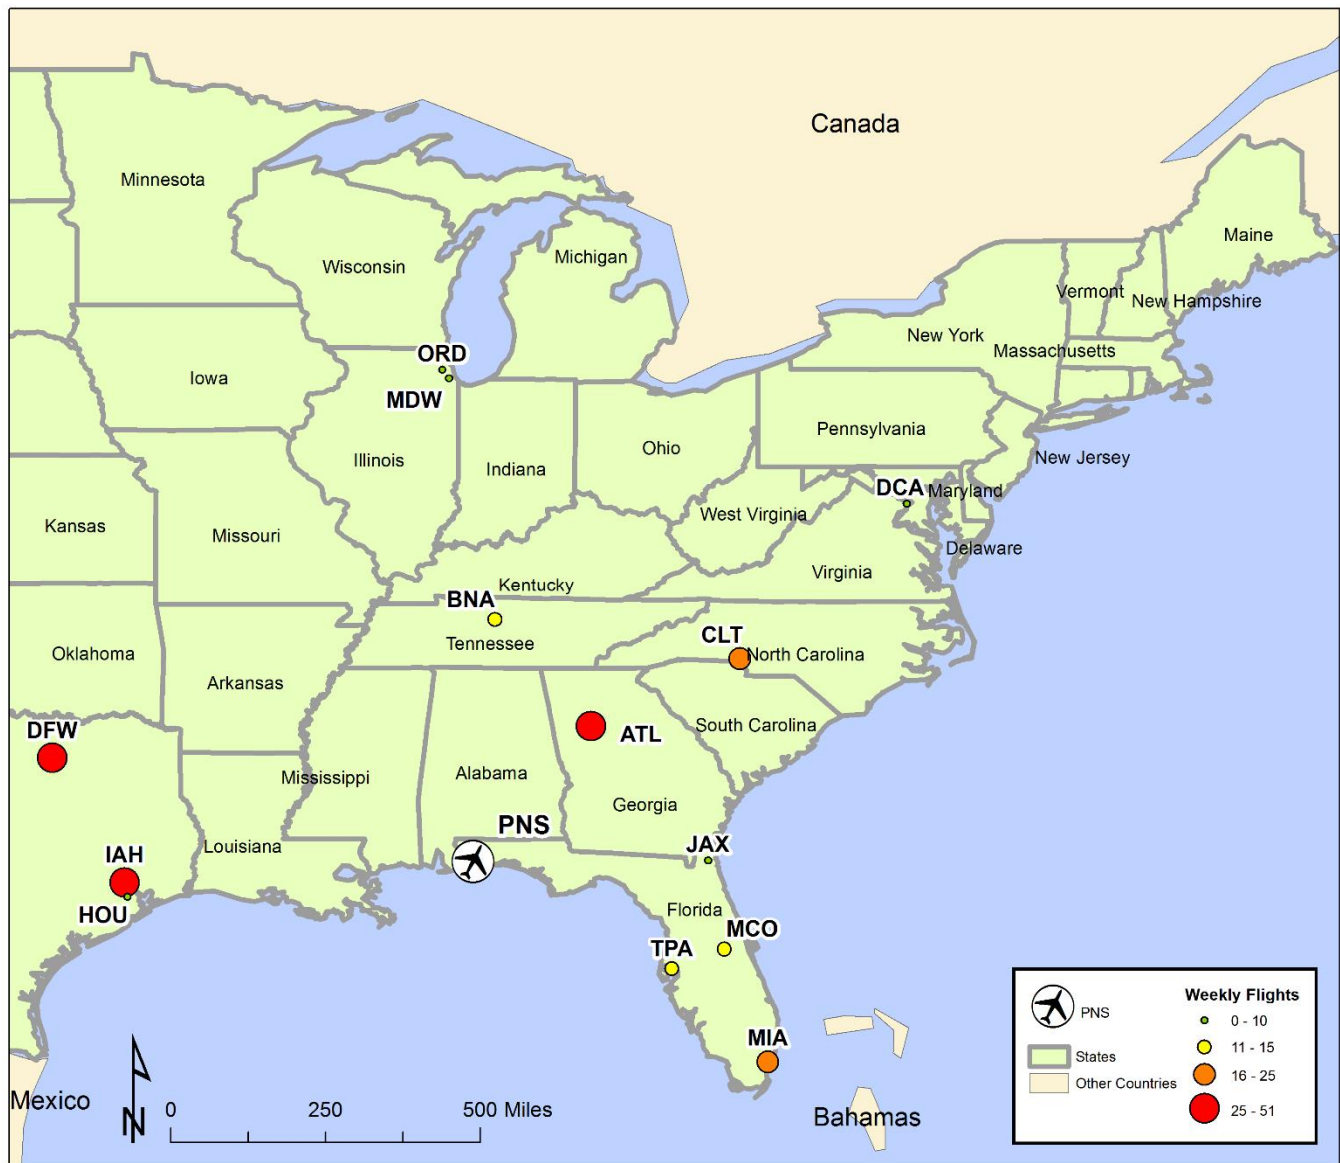 Canada
Minnesota
Maine
Wisconsin
Michigan
Vermont
New Hampshire
New York
Massachusetts
ORD
Iowa
MDW
Pennsylvania
Ohio
New Jersey
Illinois
Indiana
DCA
Maryland
West Virginia
Kansas
Missouri
Delaware
Virginia
Kentucky
BNA
Tennessee
CLT
North Carolina
Oklahoma
Arkansas
South Carolina
DFW
ATL
Mississippi
Alabama
Georgia
PNS
Louisiana
JAX
IAH
HOU
Florida
MCO
TPA
MIA
Mexico
Bahamas
N
0 250 500 Miles
Weekly Flights
PNS
0 - 10
11 - 15
States
16 - 25
Other Countries
25 - 51